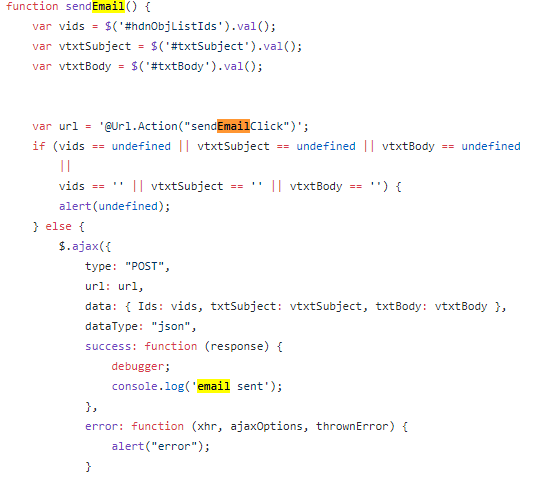 function sendEmail() {
var vids = $('#hdnObjListIds').val();
var vtxtSubject = $('#txtSubject').val();
var vtxtBody = $('#txtBody').val();
var url = '@Url.Action("sendEmailClick")';
if (vids == undefined || vtxtSubject == undefined || vtxtBody == undefined
||
vids == '' || vtxtSubject == '' || vtxtBody == '') {
alert(undefined);
} else {
$.ajax({
type: "POST",
url: url,
data: { Ids: vids, txtSubject: vtxtSubject, txtBody: vtxtBody },
dataType: "json",
success: function (response) {
debugger;
console.log('email sent');
},
error: function (xhr, ajaxOptions, thrownError) {
alert("error");
}